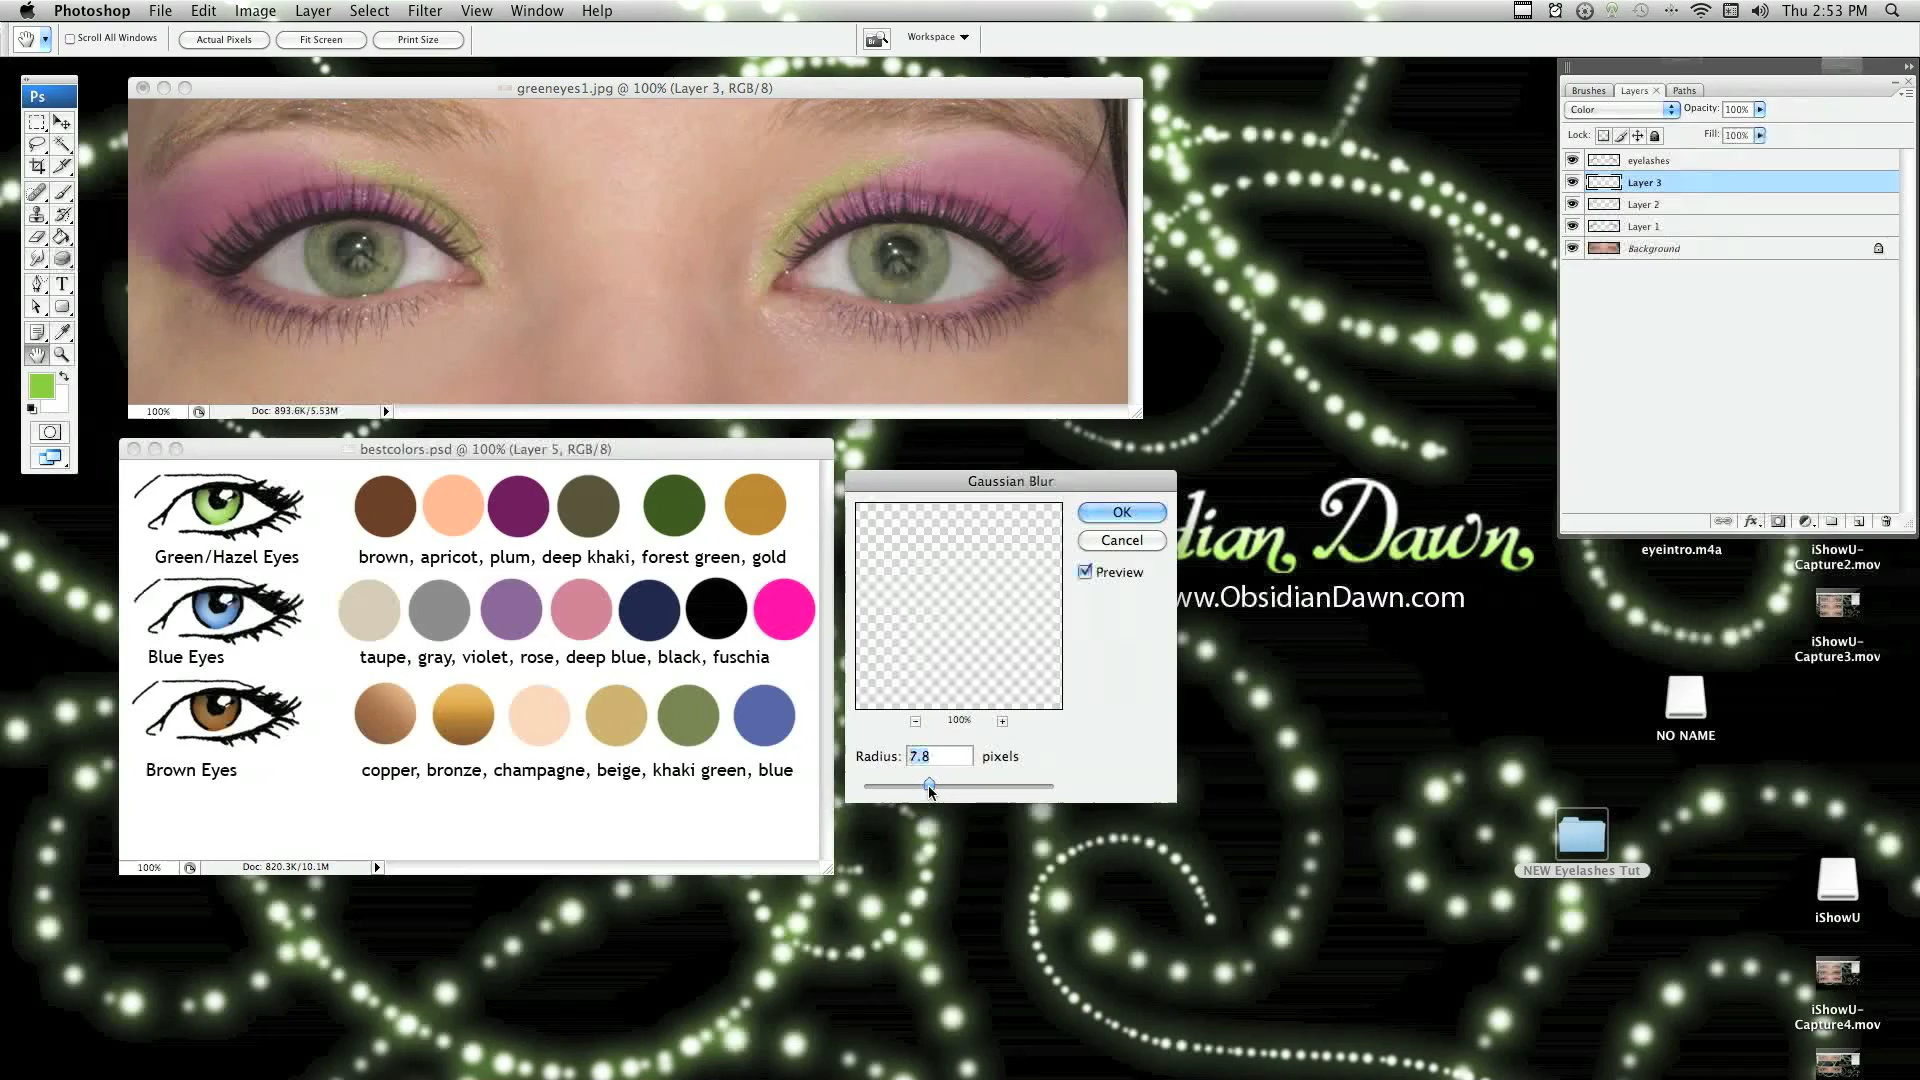 Photoshop File Edit Image Layer Select Filter View Window Help Thu 2:53 PM
Scroll All Windows Actual Pixels Fit Screen Print Size Workspace
Ps
greeneyes1.jpg @ 100% (Layer 3, RGB/8)
100% Doc: 893.6K/5.53M
Brushes Layers Paths
Color Opacity: 100%
Lock: Fill: 100%
eyelashes
Layer 3
Layer 2
Layer 1
Background
bestcolors.psd @ 100% (Layer 5, RGB/8)
Green/Hazel Eyes brown, apricot, plum, deep khaki, forest green, gold
Blue Eyes taupe, gray, violet, rose, deep blue, black, fuschia
Brown Eyes copper, bronze, champagne, beige, khaki green, blue
100% Doc: 820.3K/10.1M
Gaussian Blur
OK
Cancel
Preview
100%
Radius: 7.8 pixels
dian Dawn
ww.ObsidianDawn.com
eyeintro.m4a
iShowU-
Capture2.mov
iShowU-
Capture3.mov
NO NAME
NEW Eyelashes Tut
iShowU
iShowU-
Capture4.mov